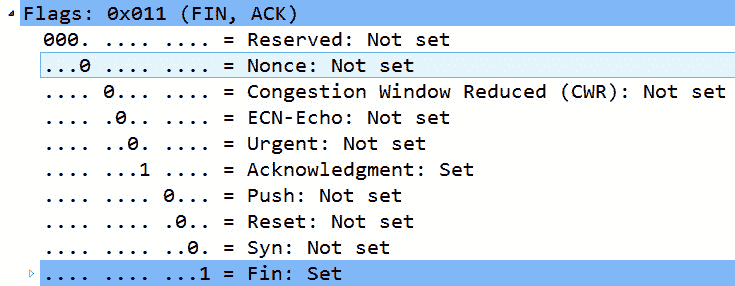 Flags: 0x011 (FIN, ACK)
000. .... .... = Reserved: Not set
...0 .... .... = Nonce: Not set
.... 0... .... = Congestion Window Reduced (CWR): Not set
.... .0.. .... = ECN-Echo: Not set
.... ..0. .... = Urgent: Not set
.... ...1 .... = Acknowledgment: Set
.... .... 0... = Push: Not set
.... .... .0.. = Reset: Not set
.... .... ..0. = Syn: Not set
.... .... ...1 = Fin: Set